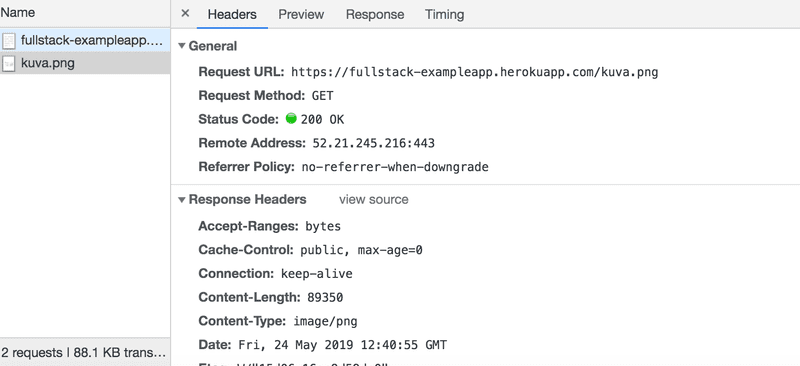 Name
× Headers Preview Response Timing
fullstack-exampleapp.…
kuva.png
▼ General
Request URL: https://fullstack-exampleapp.herokuapp.com/kuva.png
Request Method: GET
Status Code: 200 OK
Remote Address: 52.21.245.216:443
Referrer Policy: no-referrer-when-downgrade
▼ Response Headers view source
Accept-Ranges: bytes
Cache-Control: public, max-age=0
Connection: keep-alive
Content-Length: 89350
Content-Type: image/png
Date: Fri, 24 May 2019 12:40:55 GMT
2 requests | 88.1 KB trans…